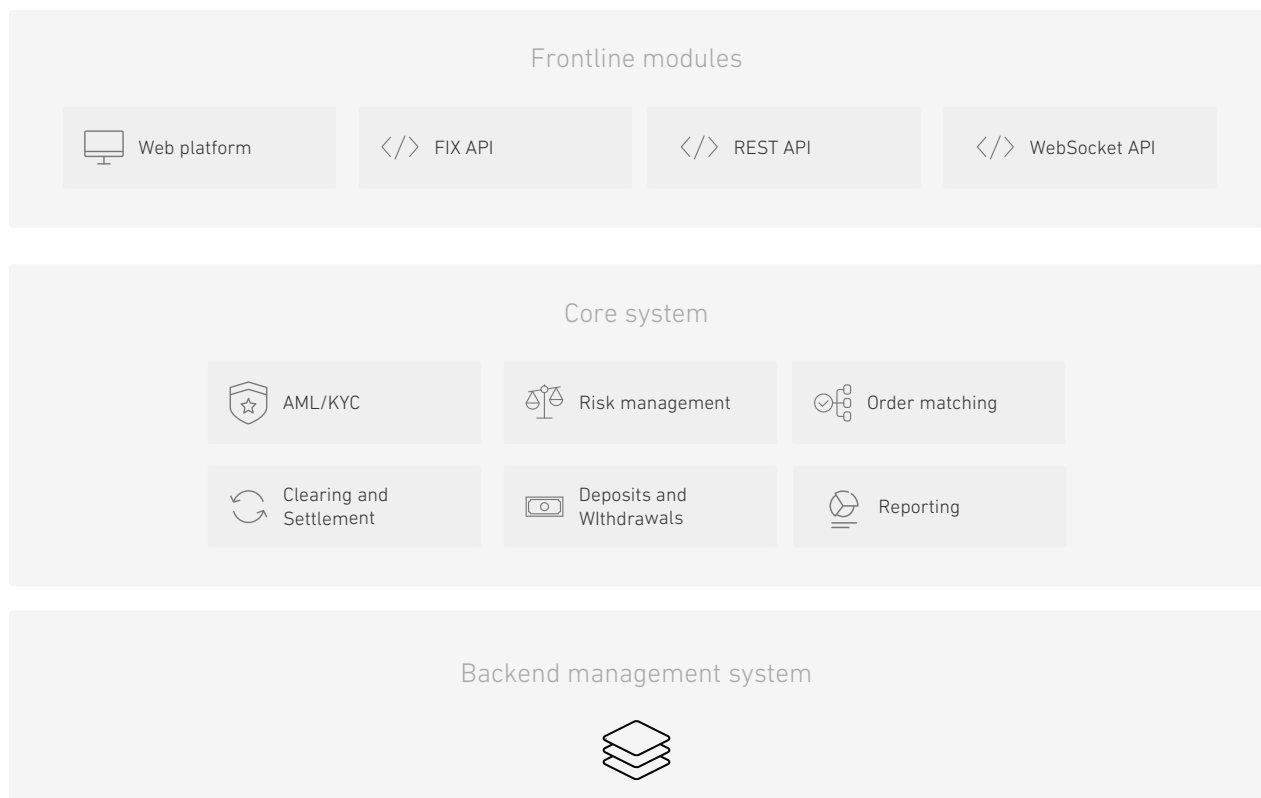 Frontline modules
Web platform
FIX API
REST API
WebSocket API
Core system
AML/KYC
Risk management
Order matching
Clearing and
Settlement
Deposits and
WIthdrawals
Reporting
Backend management system